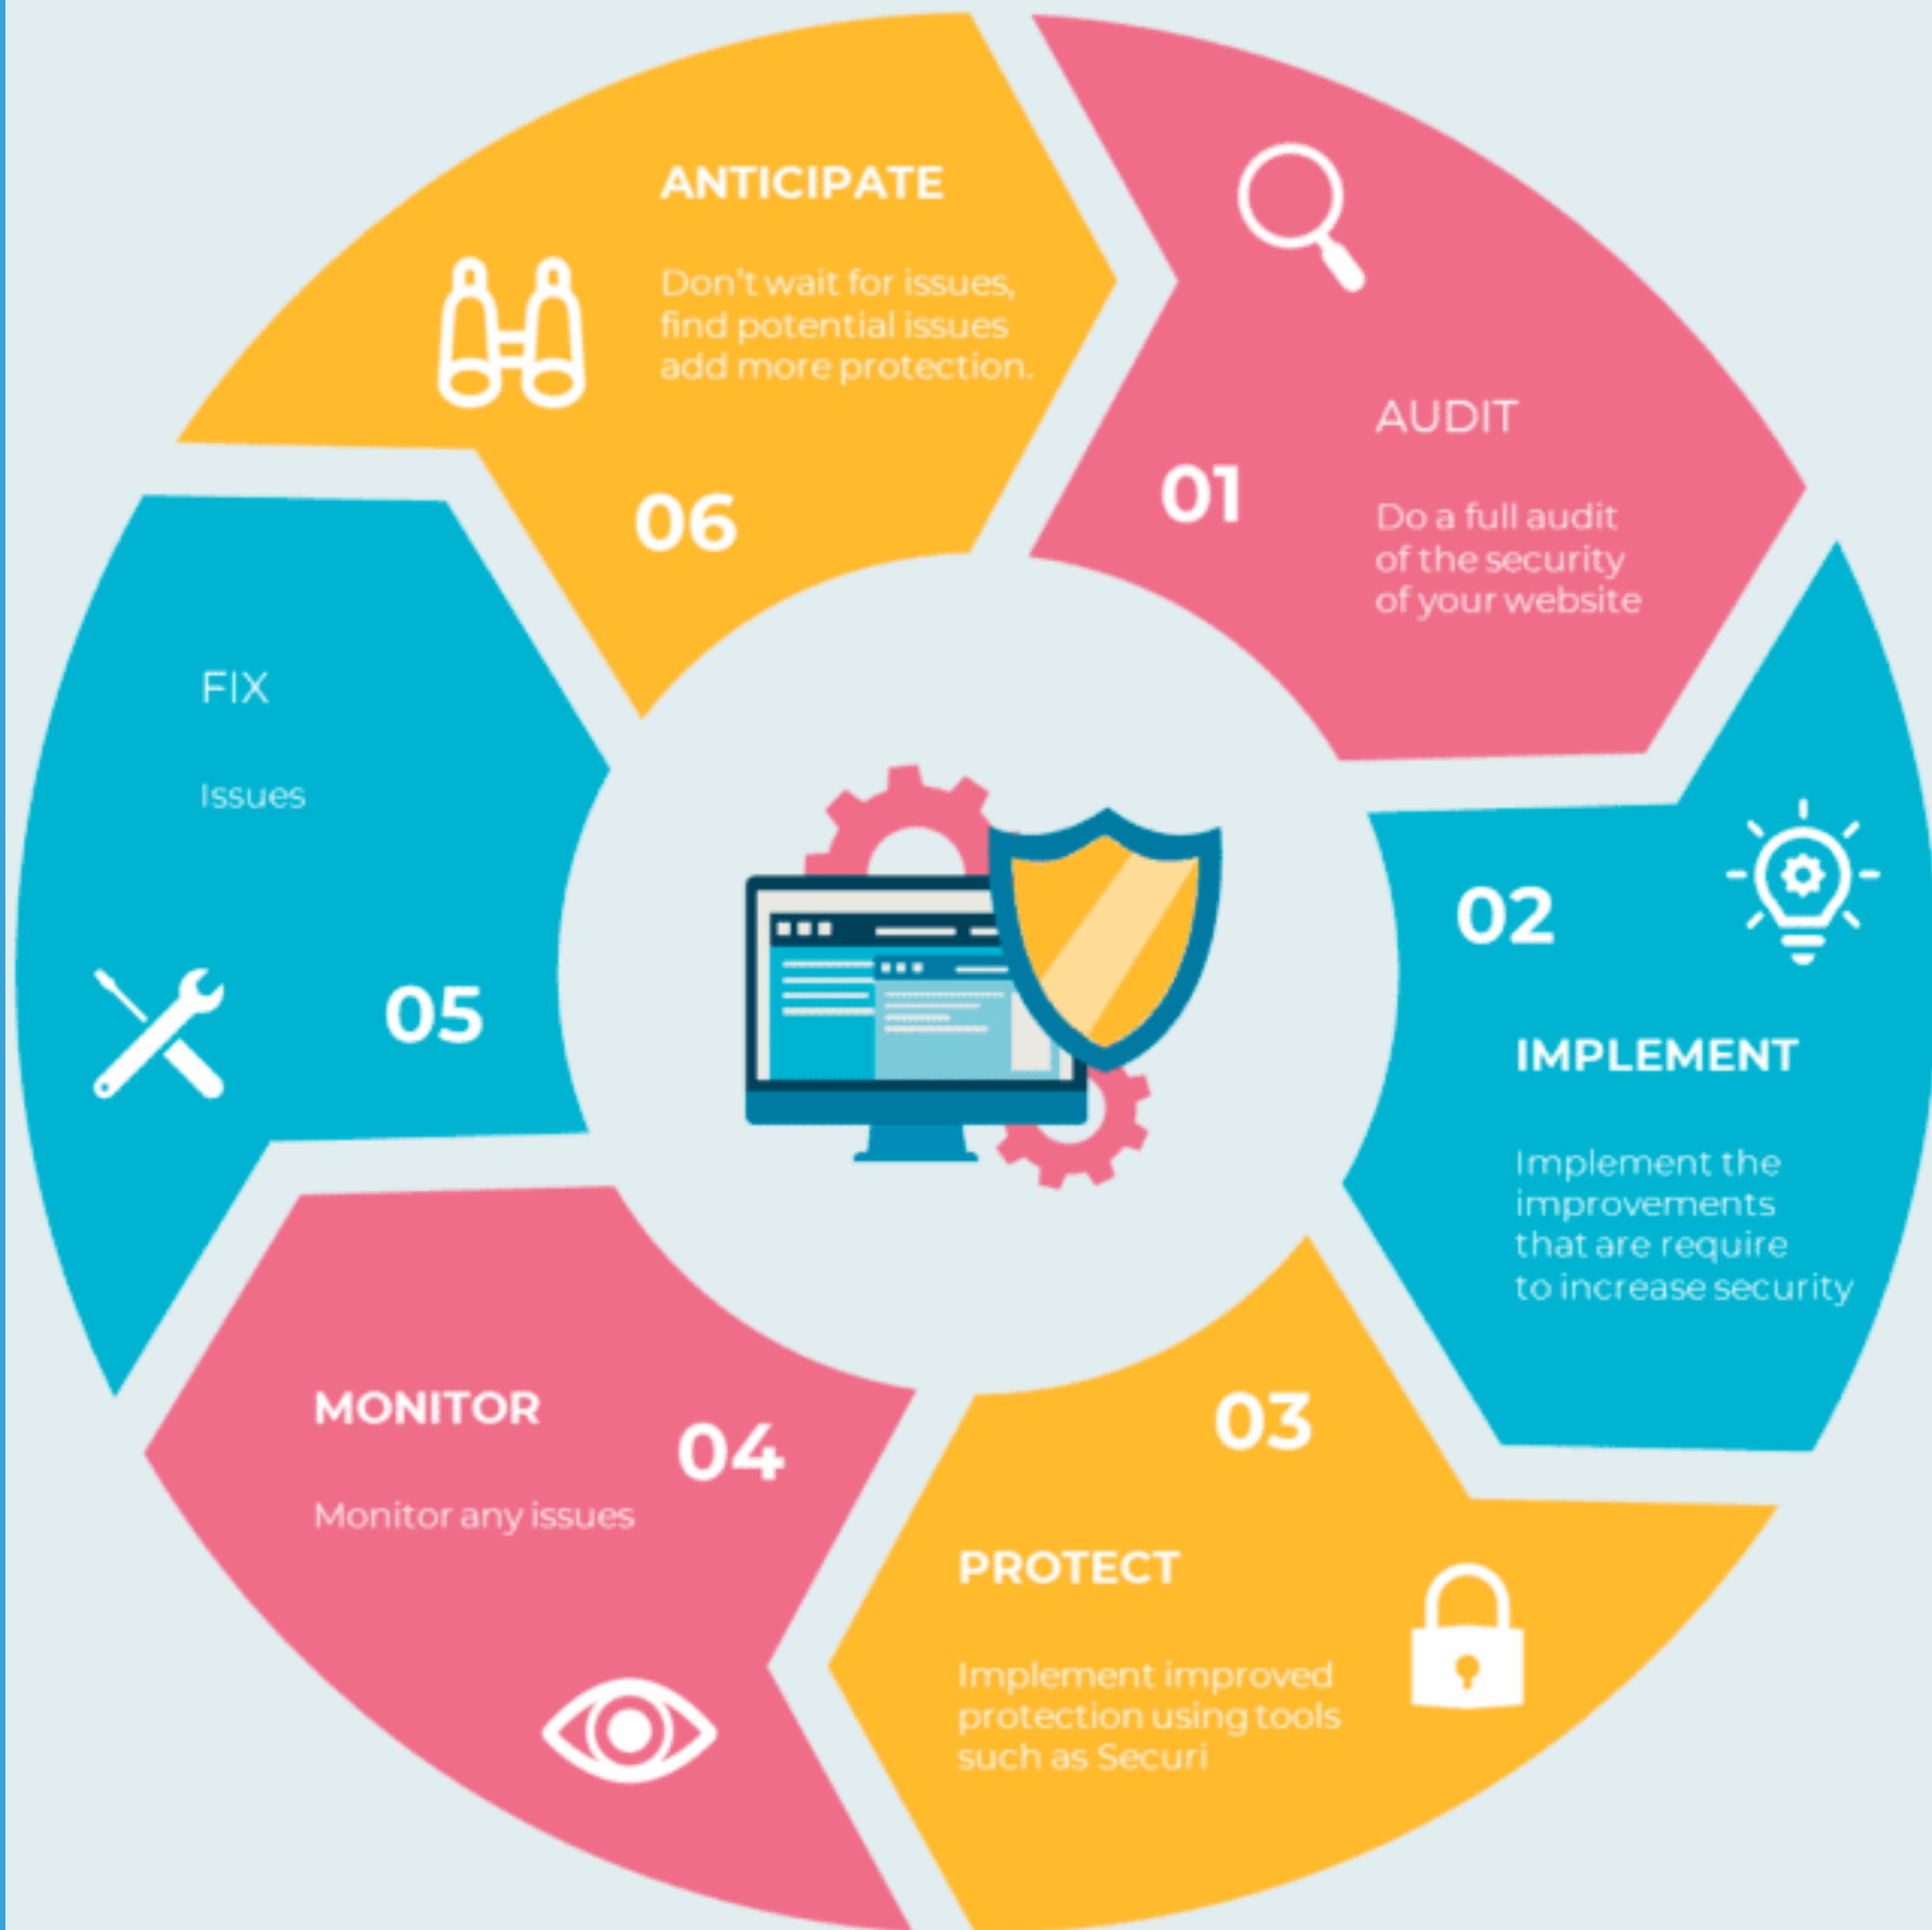 01
AUDIT
Do a full audit
of the security
of your website
02
IMPLEMENT
Implement the
improvements
that are require
to increase security
03
PROTECT
Implement improved
protection using tools
such as Securi
04
MONITOR
Monitor any issues
05
FIX
Issues
06
ANTICIPATE
Don't wait for issues,
find potential issues
add more protection.